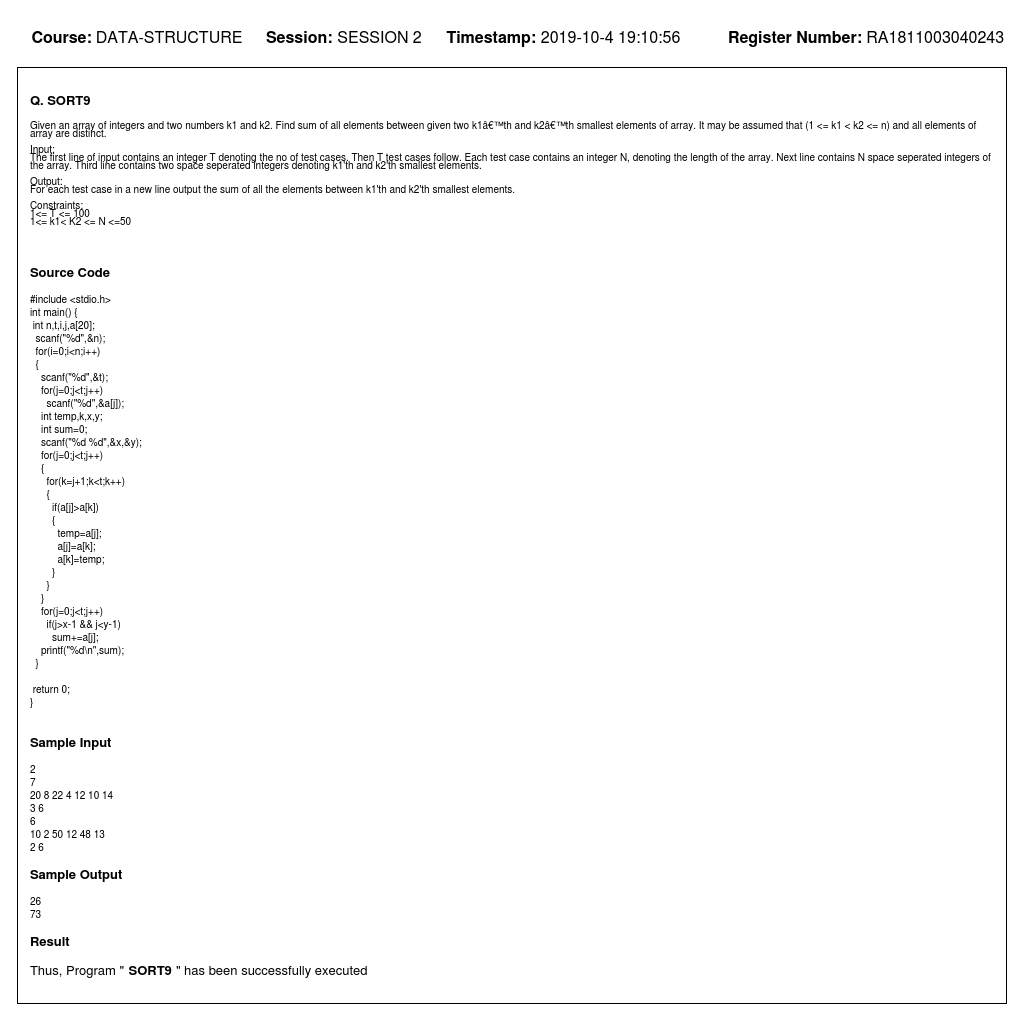 Course: DATA-STRUCTURE Session: SESSION 2 Timestamp: 2019-10-4 19:10:56 Register Number: RA1811003040243
Q. SORT9
Given an array of integers and two numbers k1 and k2. Find sum of all elements between given two k1â€™th and k2â€™th smallest elements of array. It may be assumed that (1 <= k1 < k2 <= n) and all elements of
array are distinct.
Input:
The first line of input contains an integer T denoting the no of test cases. Then T test cases follow. Each test case contains an integer N, denoting the length of the array. Next line contains N space seperated integers of
the array. Third line contains two space seperated integers denoting k1'th and k2'th smallest elements.
Output:
For each test case in a new line output the sum of all the elements between k1'th and k2'th smallest elements.
Constraints:
1<= T <= 100
1<= k1< K2 <= N <=50
Source Code
#include <stdio.h>
int main() {
int n,t,i,j,a[20];
scanf("%d",&n);
for(i=0;i<n;i++)
{
scanf("%d",&t);
for(j=0;j<t;j++)
scanf("%d",&a[j]);
int temp,k,x,y;
int sum=0;
scanf("%d %d",&x,&y);
for(j=0;j<t;j++)
{
for(k=j+1;k<t;k++)
{
if(a[j]>a[k])
{
temp=a[j];
a[j]=a[k];
a[k]=temp;
}
}
}
for(j=0;j<t;j++)
if(j>x-1 && j<y-1)
sum+=a[j];
printf("%d\n",sum);
}
return 0;
}
Sample Input
2
7
20 8 22 4 12 10 14
3 6
6
10 2 50 12 48 13
2 6
Sample Output
26
73
Result
Thus, Program " SORT9 " has been successfully executed